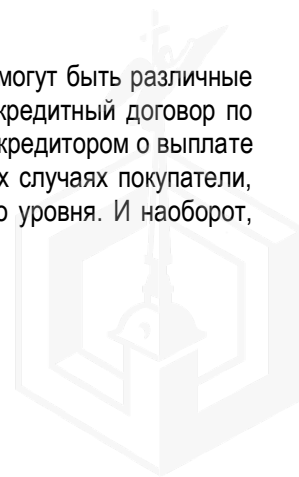 могут быть различные
кредитный договор по
кредитором о выплате
х случаях покупатели,
о уровня. И наоборот,